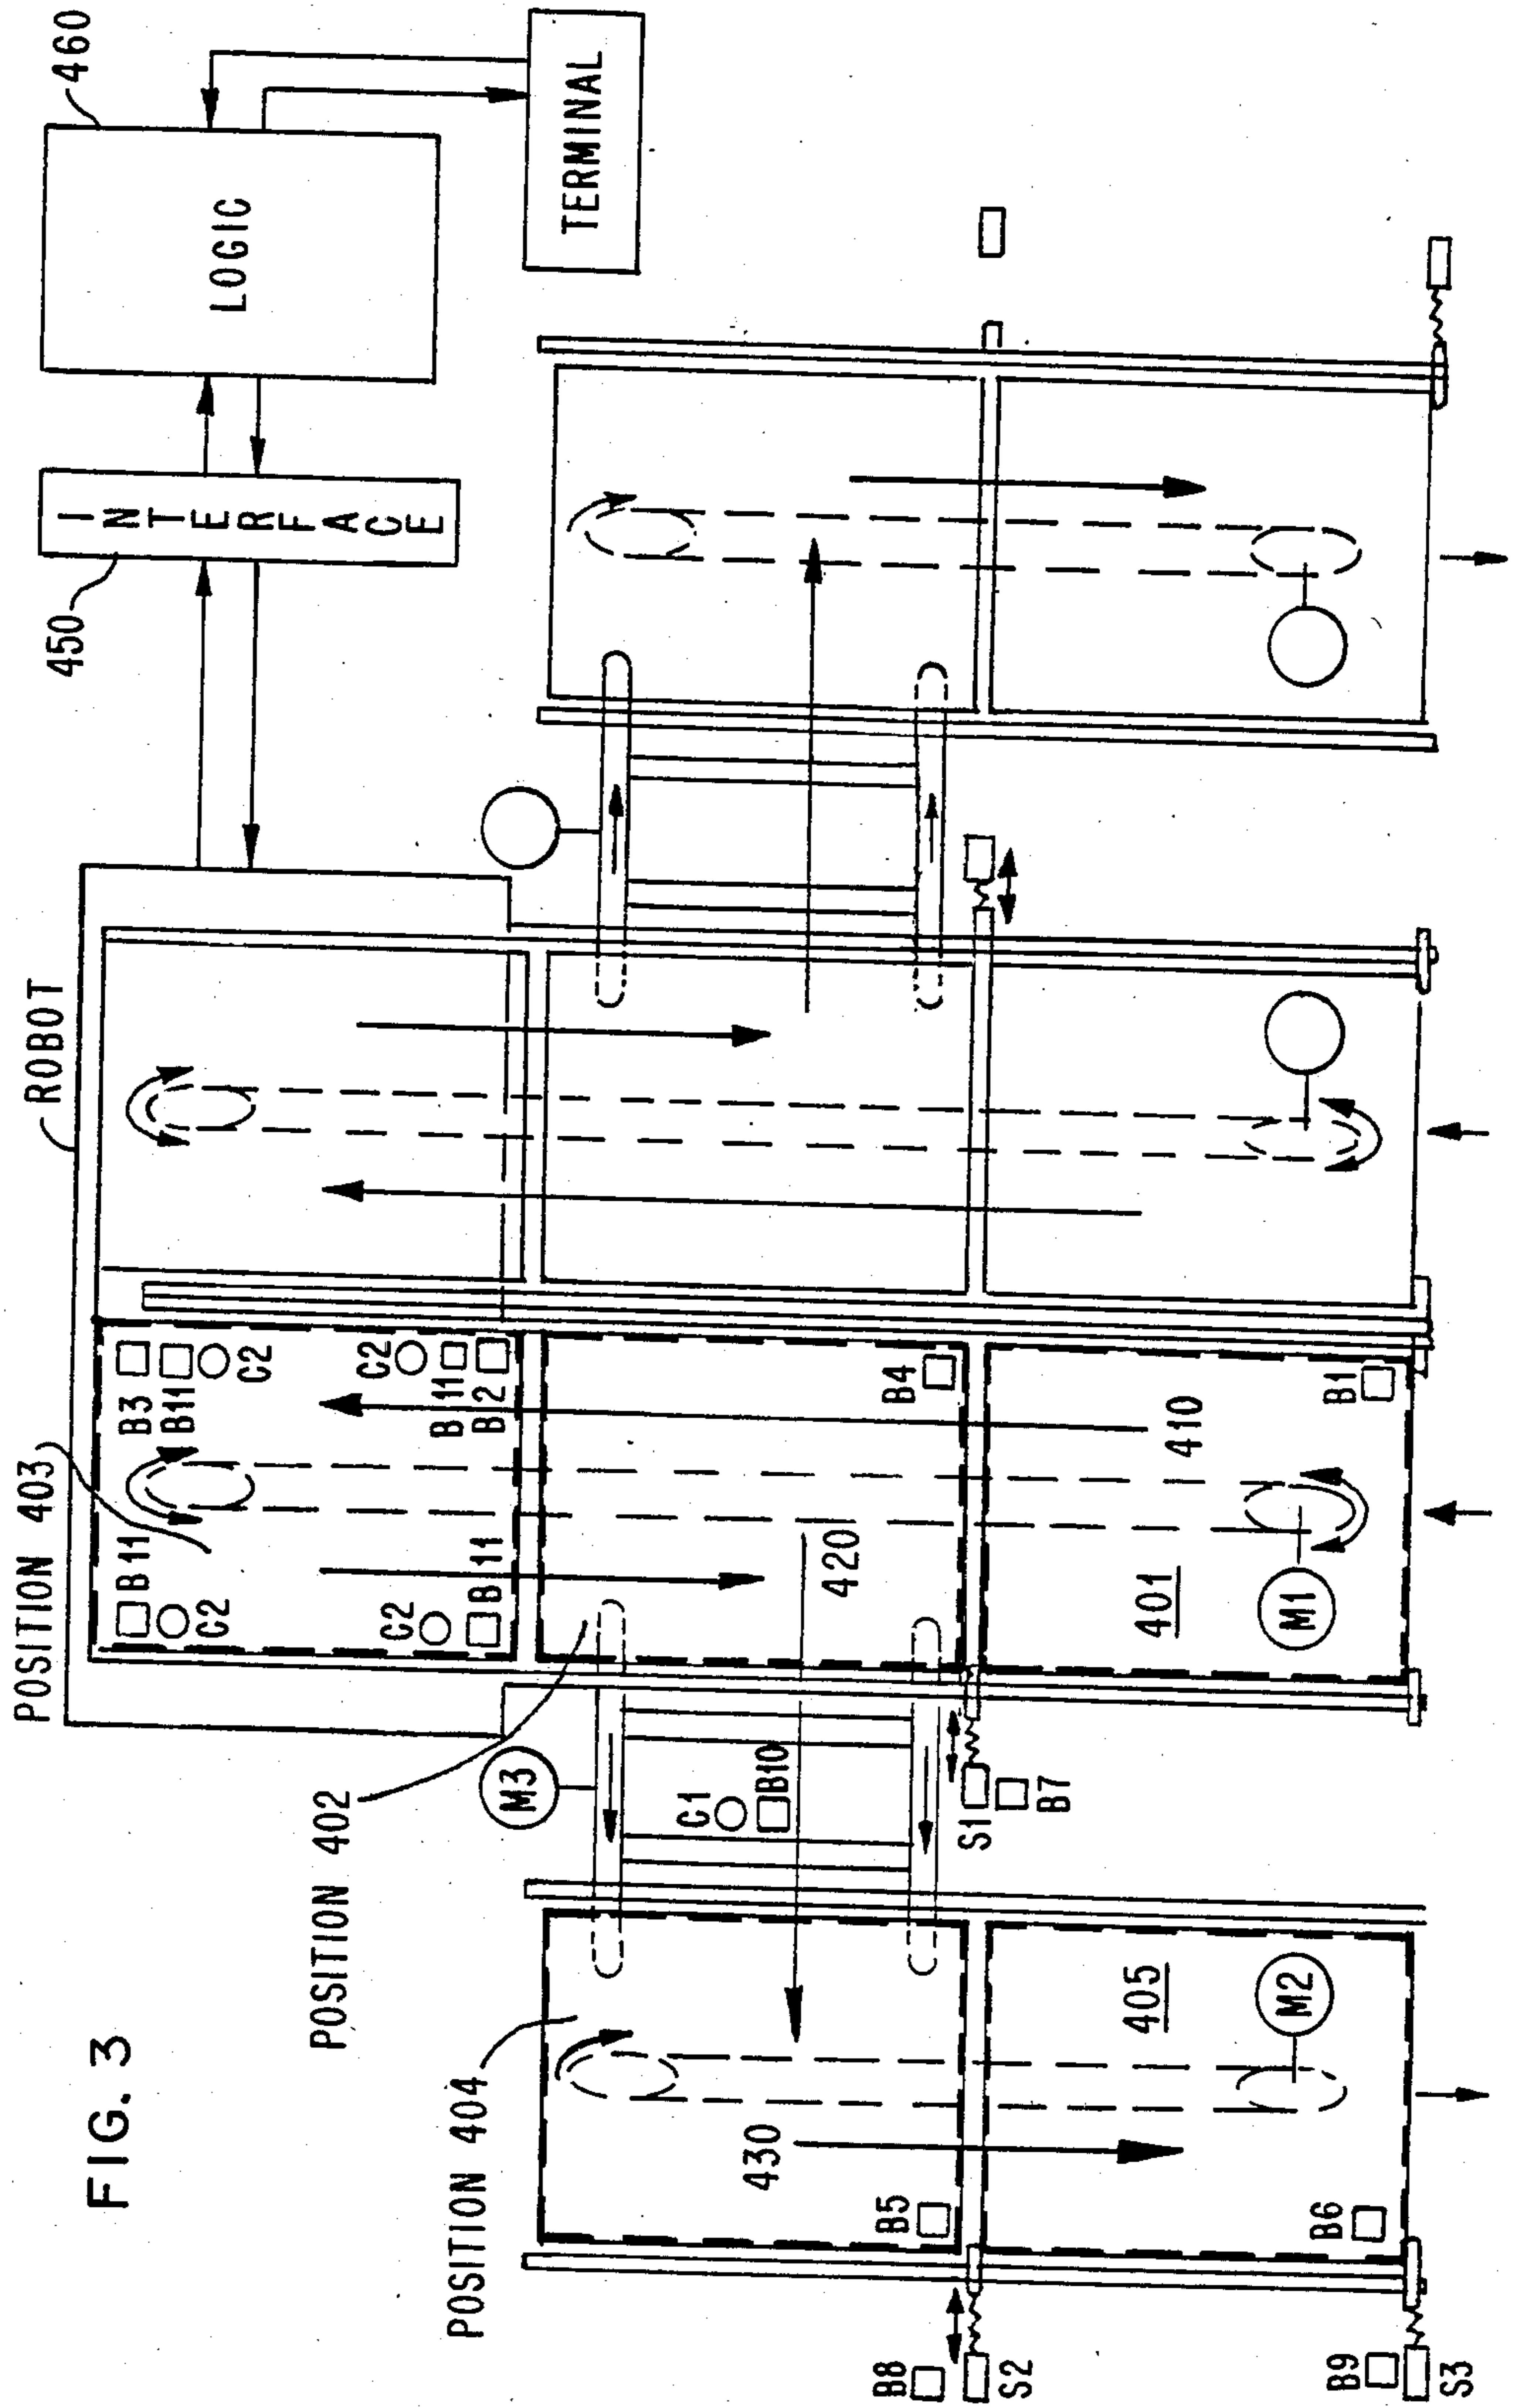 FIG. 3
POSITION 403
ROBOT
450
INTERFACE
460
LOGIC
TERMINAL
POSITION 402
POSITION 404
B11
C2
C2
B11
B3
B11
C2
C2
B11
B2
M3
C1
B10
420
B4
430
B5
B8
S2
S1
B7
405
M2
B6
B9
S3
401
M1
410
B1